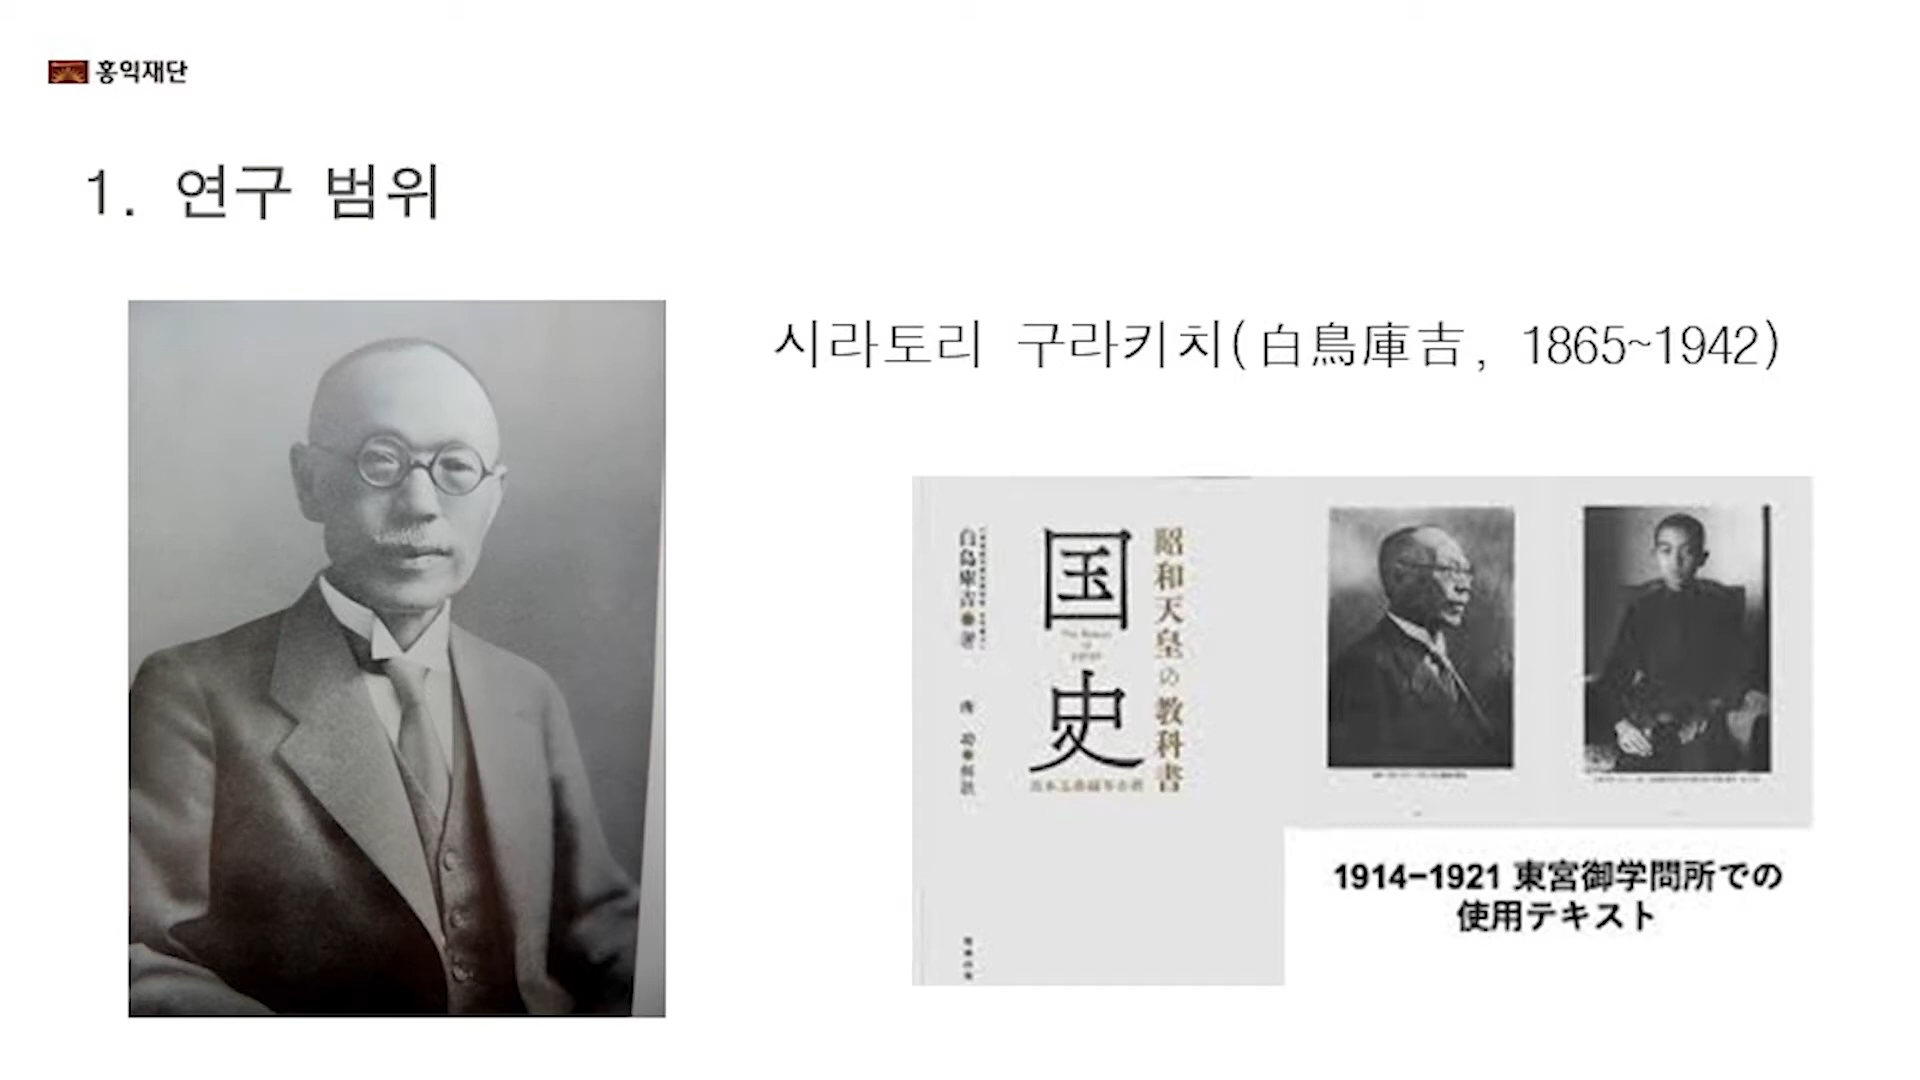 홍익재단
1. 연구 범위
시라토리 구라키치(白鳥庫吉, 1865~1942)
昭和天皇の教科書
国史
白鳥庫吉 著
1914-1921 東宮御学問所での
使用テキスト